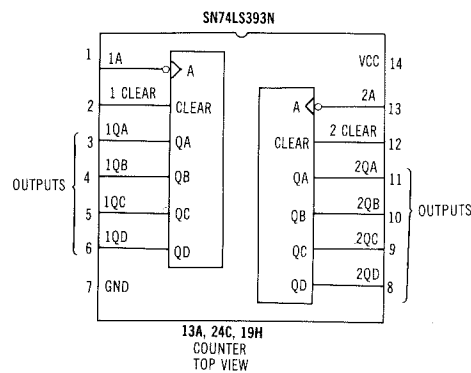 SN74LS393N
1 1A A
2 1 CLEAR CLEAR
3 1QA QA
4 1QB QB
5 1QC QC
6 1QD QD
7 GND
OUTPUTS
VCC 14
A 2A 13
CLEAR 2 CLEAR 12
QA 2QA 11
QB 2QB 10
QC 2QC 9
QD 2QD 8
OUTPUTS
13A, 24C, 19H
COUNTER
TOP VIEW